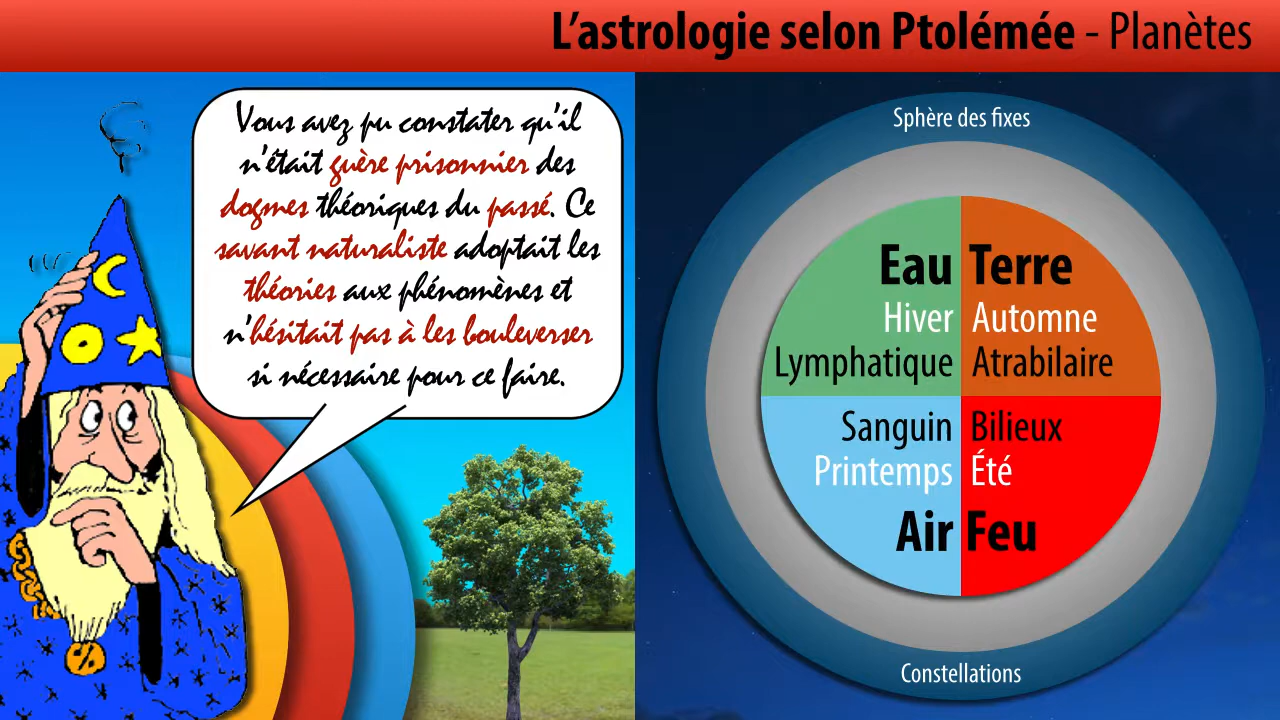 L'astrologie selon Ptolémée - Planètes
Vous avez pu constater qu'il
n'était guère prisonnier des
dogmes théoriques du passé. Ce
savant naturaliste adoptait les
théories aux phénomènes et
n'hésitait pas à les bouleverser
si nécessaire pour ce faire.
Sphère des fixes
Eau Terre
Hiver Automne
Lymphatique Atrabilaire
Sanguin Bilieux
Printemps Été
Air Feu
Constellations